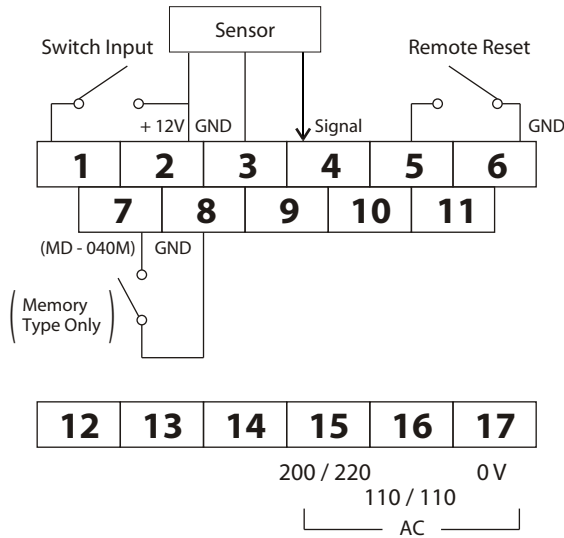 Sensor
Switch Input
Remote Reset
+ 12V
GND
Signal
GND
1 2 3 4 5 6
7 8 9 10 11
(MD - 040M)
GND
(Memory
Type Only)
12 13 14 15 16 17
200 / 220
0 V
110 / 110
AC